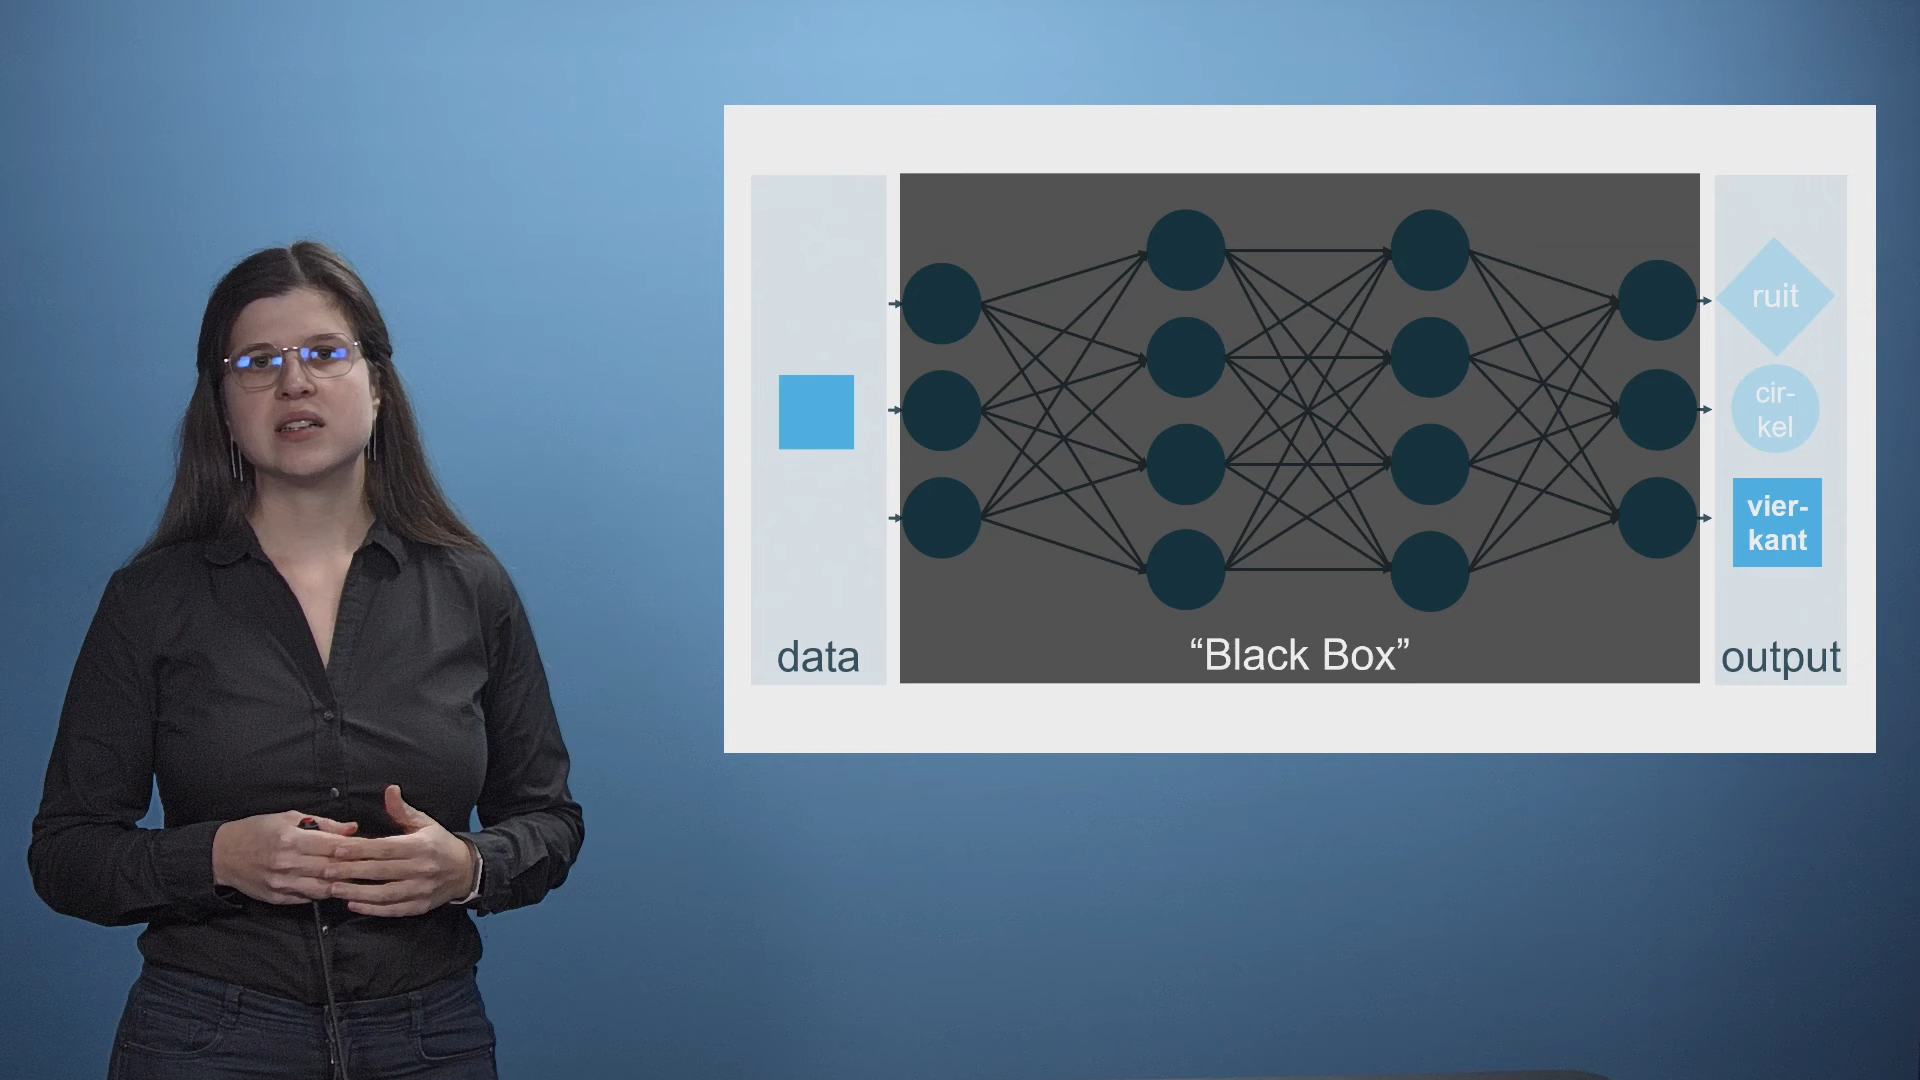 ruit
cir-
kel
vier-
kant
data
“Black Box”
output